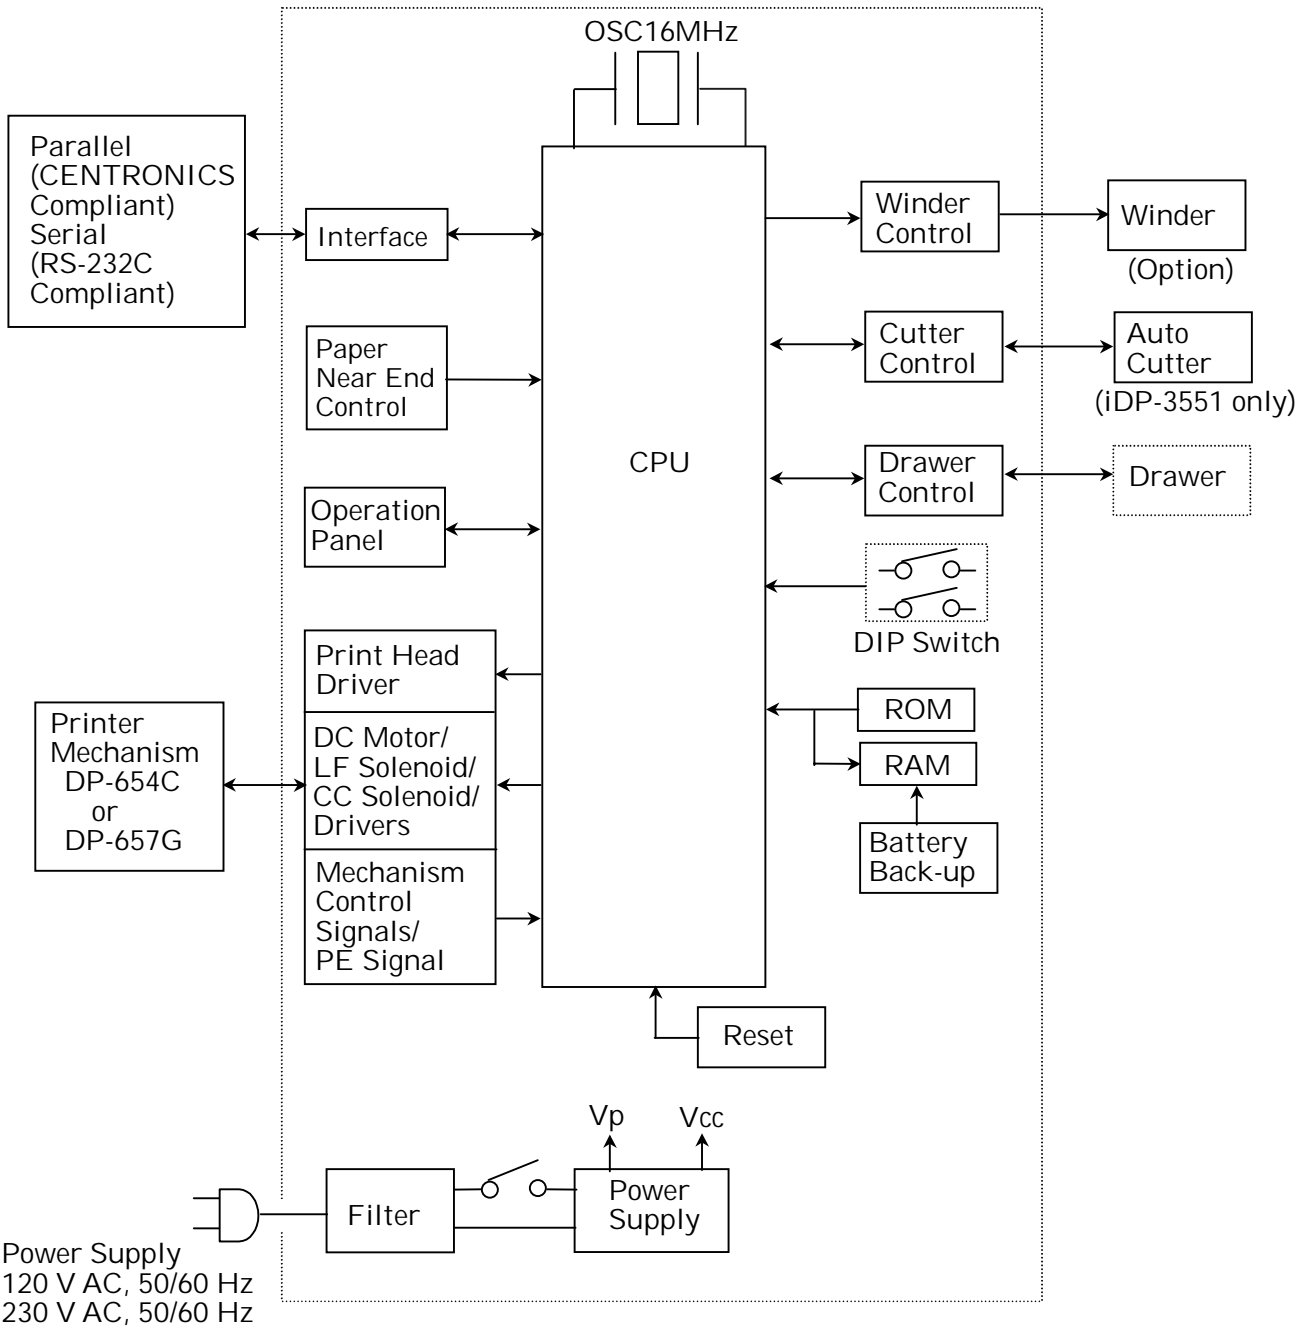 OSC16MHz
Parallel
(CENTRONICS
Compliant)
Serial
(RS-232C
Compliant)
Interface
Paper
Near End
Control
Operation
Panel
Print Head
Driver
DC Motor/
LF Solenoid/
CC Solenoid/
Drivers
Mechanism
Control
Signals/
PE Signal
Printer
Mechanism
DP-654C
or
DP-657G
CPU
Winder
Control
Winder
(Option)
Cutter
Control
Auto
Cutter
(iDP-3551 only)
Drawer
Control
Drawer
DIP Switch
ROM
RAM
Battery
Back-up
Reset
Vp
Vcc
Filter
Power
Supply
Power Supply
120 V AC, 50/60 Hz
230 V AC, 50/60 Hz